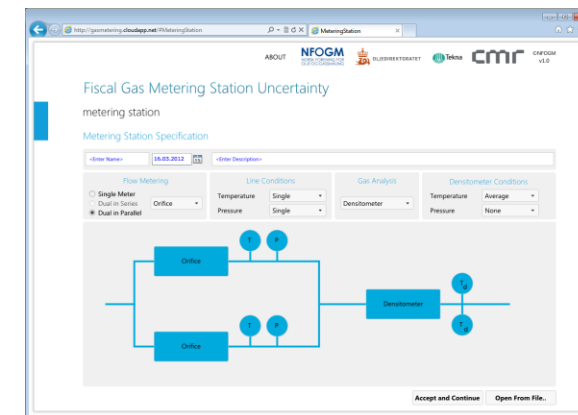 http://gasmetering.cloudapp.net/#MeteringStation
MeteringStation
ABOUT
NFOGM
OLJEDIREKTORATET
Tekna
cmr
CNFOGM
v1.0
Fiscal Gas Metering Station Uncertainty
metering station
Metering Station Specification
<Enter Name>
16.03.2012
15
<Enter Description>
Flow Metering
Line Conditions
Gas Analysis
Densitometer Conditions
Single Meter
Dual in Series
Dual in Parallel
Orifice
Temperature
Single
Pressure
Single
Densitometer
Temperature
Average
Pressure
None
T
P
Orifice
Densitometer
Td
Td
T
P
Orifice
Accept and Continue
Open From File..